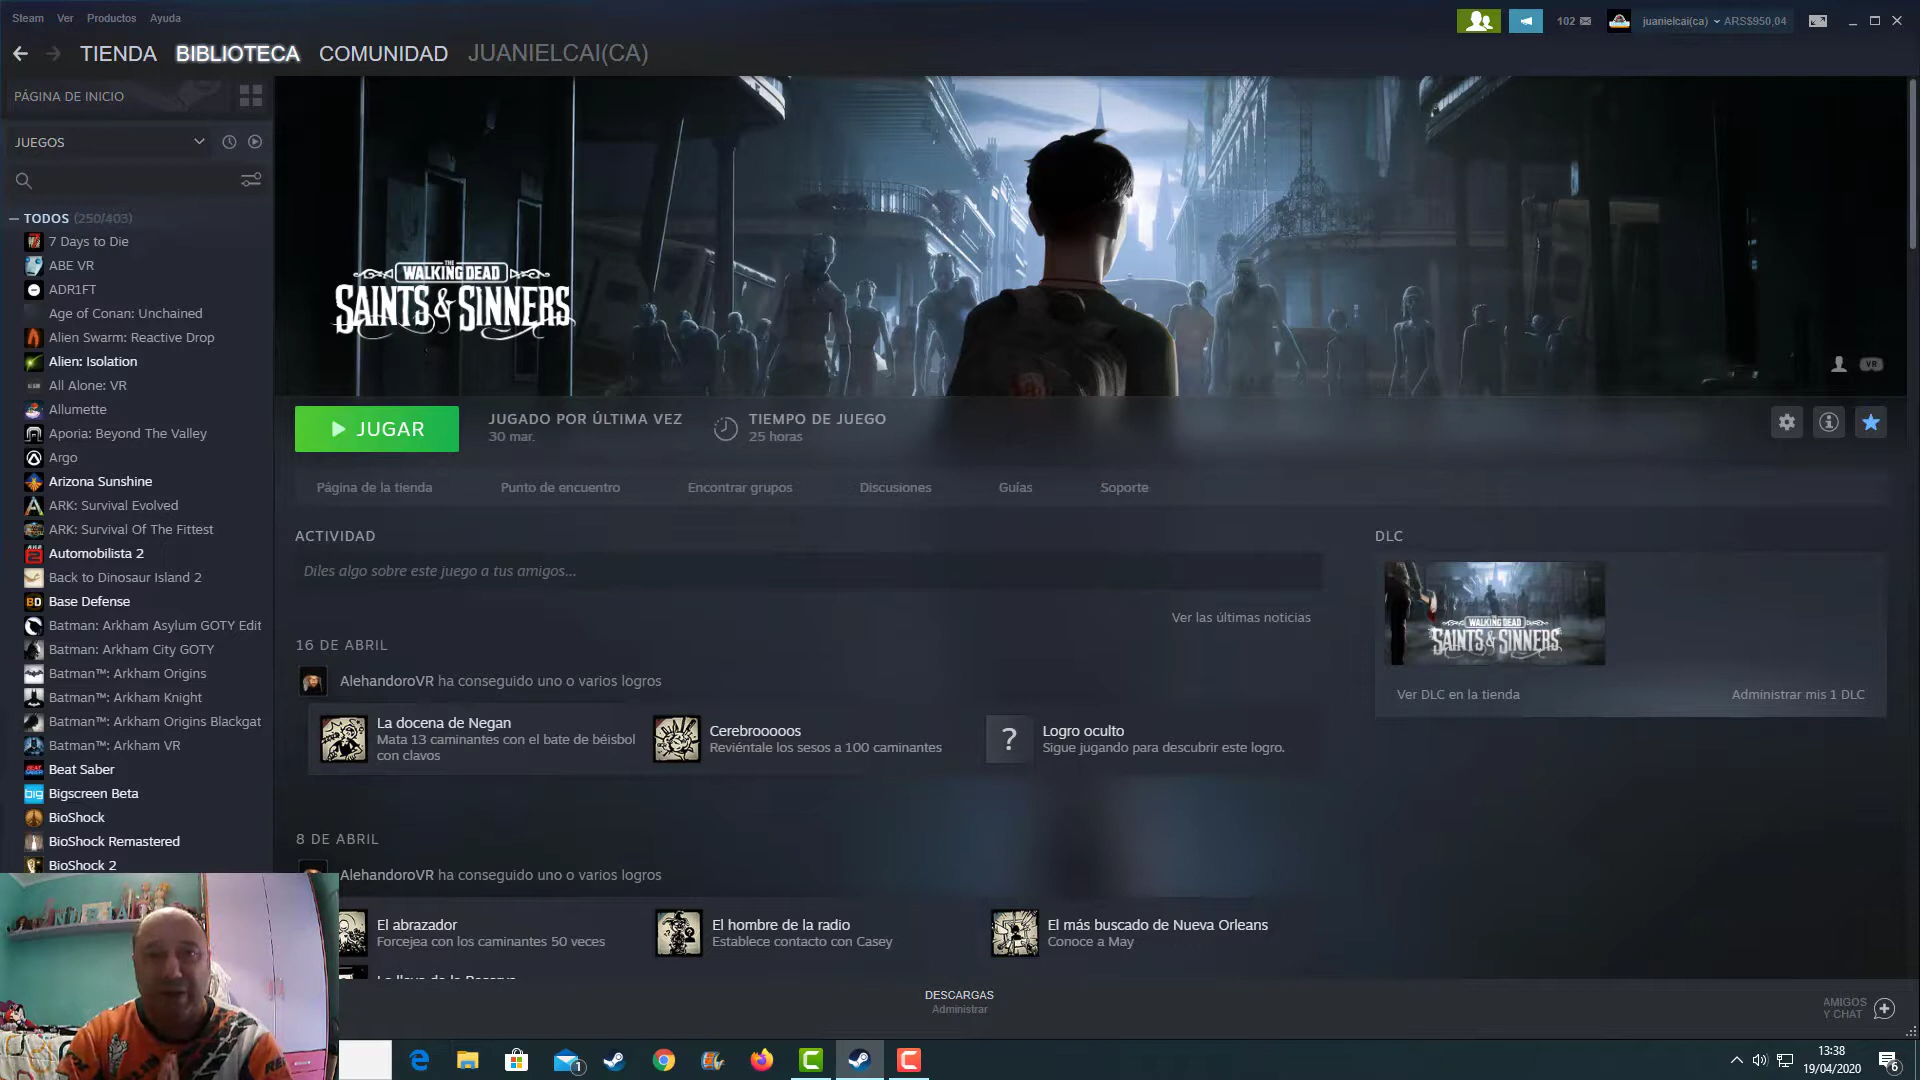 Steam Ver Productos Ayuda
102 juanielcai(ca) ARS$950,04
TIENDA BIBLIOTECA COMUNIDAD JUANIELCAI(CA)
PÁGINA DE INICIO
JUEGOS
TODOS (250/403)
7 Days to Die
ABE VR
ADR1FT
Age of Conan: Unchained
Alien Swarm: Reactive Drop
Alien: Isolation
All Alone: VR
Allumette
Aporia: Beyond The Valley
Argo
Arizona Sunshine
ARK: Survival Evolved
ARK: Survival Of The Fittest
Automobilista 2
Back to Dinosaur Island 2
Base Defense
Batman: Arkham Asylum GOTY Edit
Batman: Arkham City GOTY
Batman™: Arkham Origins
Batman™: Arkham Knight
Batman™: Arkham Origins Blackgat
Batman™: Arkham VR
Beat Saber
Bigscreen Beta
BioShock
BioShock Remastered
BioShock 2
THE
WALKING DEAD
SAINTS & SINNERS
VR
JUGAR
JUGADO POR ÚLTIMA VEZ
30 mar.
TIEMPO DE JUEGO
25 horas
Página de la tienda Punto de encuentro Encontrar grupos Discusiones Guías Soporte
ACTIVIDAD
Diles algo sobre este juego a tus amigos...
Ver las últimas noticias
16 DE ABRIL
AlehandoroVR ha conseguido uno o varios logros
La docena de Negan
Mata 13 caminantes con el bate de béisbol
con clavos
Cerebrooooos
Reviéntale los sesos a 100 caminantes
?
Logro oculto
Sigue jugando para descubrir este logro.
8 DE ABRIL
AlehandoroVR ha conseguido uno o varios logros
El abrazador
Forcejea con los caminantes 50 veces
El hombre de la radio
Establece contacto con Casey
El más buscado de Nueva Orleans
Conoce a May
La llave de la Reserva
DLC
WALKING DEAD
SAINTS & SINNERS
Ver DLC en la tienda Administrar mis 1 DLC
DESCARGAS
Administrar
AMIGOS
Y CHAT
1
13:38
19/04/2020
6